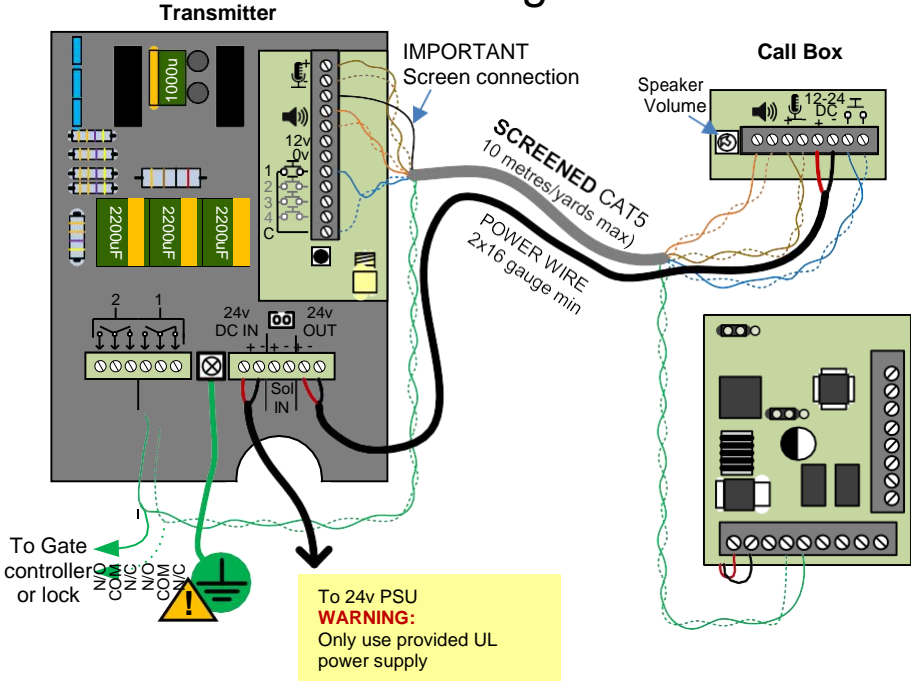 Transmitter
IMPORTANT
Screen connection
Call Box
Speaker
Volume
12-24
DC
+
+ -
1000u
+
12v
0v
1
2
3
4
C
SCREENED CAT5
10 metres/yards max)
POWER WIRE
2x16 gauge min
2200uF
2200uF
2200uF
2
1
24v
DC IN
24v
OUT
+ - + - + -
Sol
IN
To Gate
controller
or lock
N/O
COM
N/C
N/O
COM
N/C
!
To 24v PSU
WARNING:
Only use provided UL
power supply